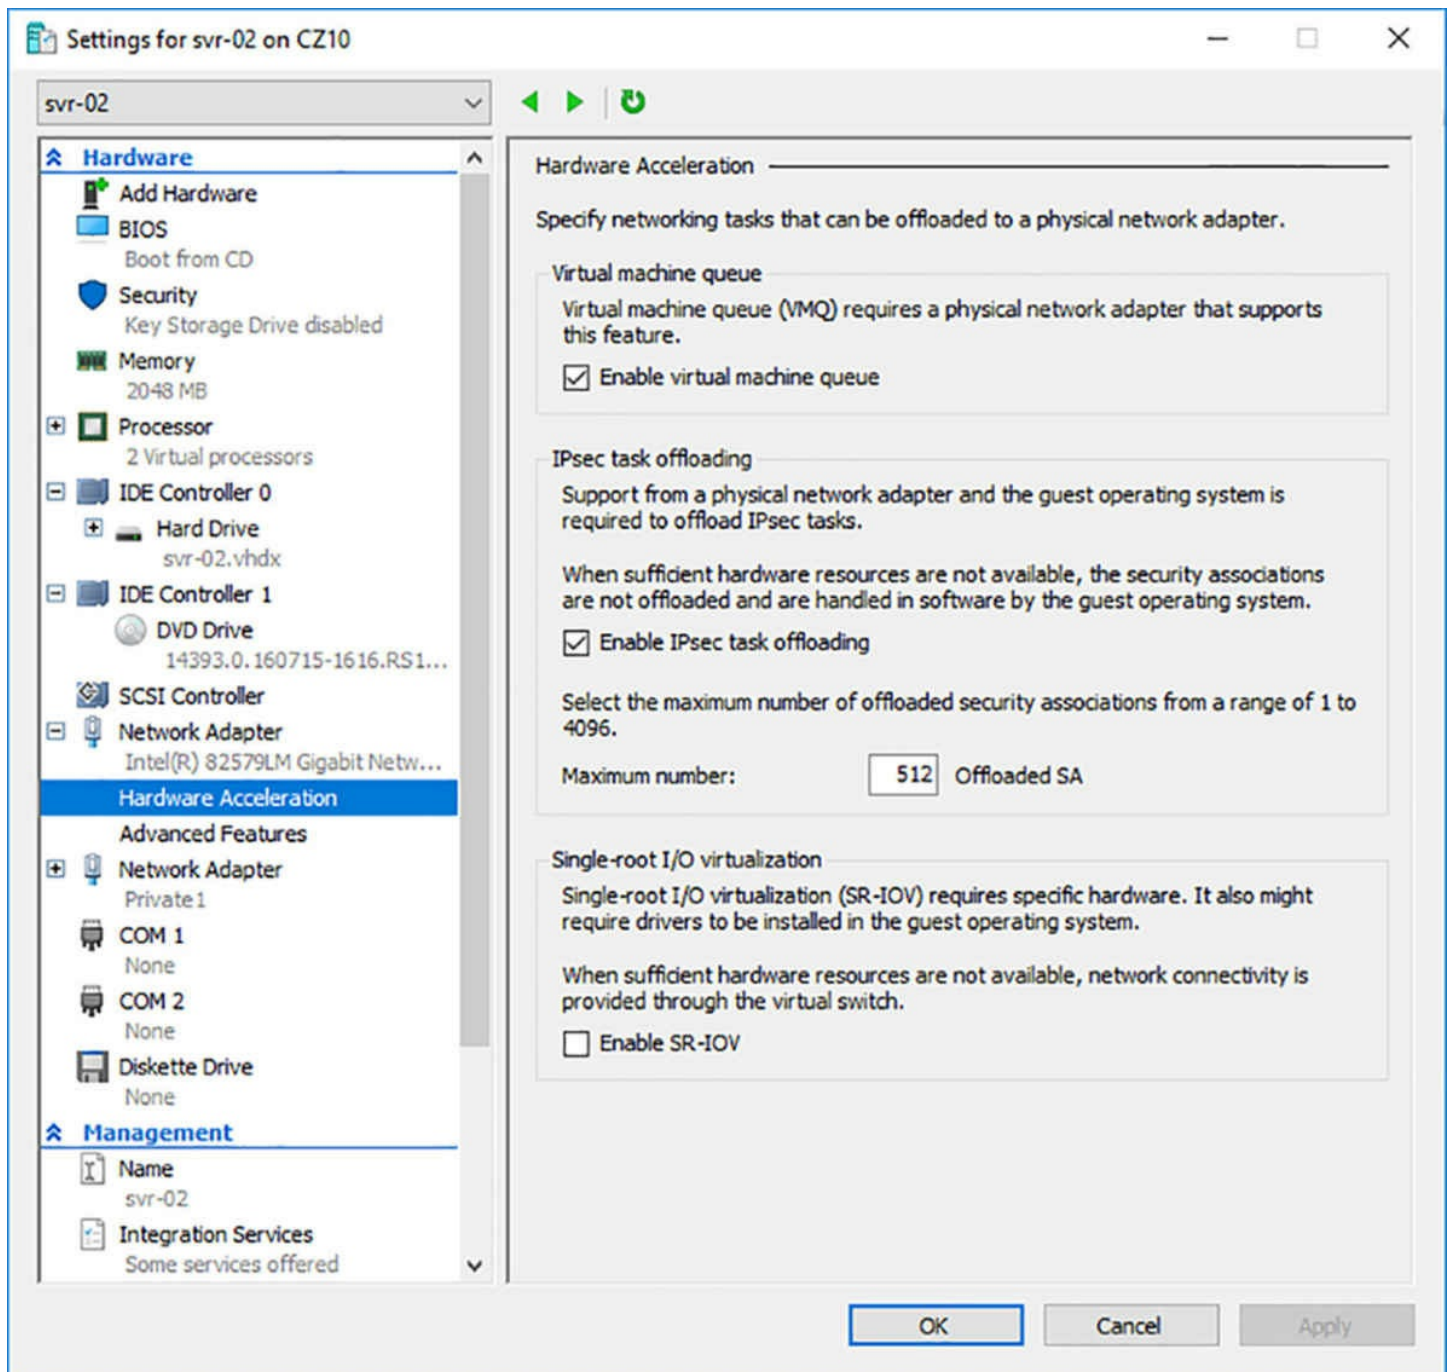 Settings for svr-02 on CZ10
svr-02
Hardware
Add Hardware
BIOS
Boot from CD
Security
Key Storage Drive disabled
Memory
2048 MB
Processor
2 Virtual processors
IDE Controller 0
Hard Drive
svr-02.vhdx
IDE Controller 1
DVD Drive
14393.0.160715-1616.RS1...
SCSI Controller
Network Adapter
Intel(R) 82579LM Gigabit Netw...
Hardware Acceleration
Advanced Features
Network Adapter
Private1
COM 1
None
COM 2
None
Diskette Drive
None
Management
Name
svr-02
Integration Services
Some services offered
Hardware Acceleration
Specify networking tasks that can be offloaded to a physical network adapter.
Virtual machine queue
Virtual machine queue (VMQ) requires a physical network adapter that supports
this feature.
Enable virtual machine queue
IPsec task offloading
Support from a physical network adapter and the guest operating system is
required to offload IPsec tasks.
When sufficient hardware resources are not available, the security associations
are not offloaded and are handled in software by the guest operating system.
Enable IPsec task offloading
Select the maximum number of offloaded security associations from a range of 1 to
4096.
Maximum number: 512 Offloaded SA
Single-root I/O virtualization
Single-root I/O virtualization (SR-IOV) requires specific hardware. It also might
require drivers to be installed in the guest operating system.
When sufficient hardware resources are not available, network connectivity is
provided through the virtual switch.
Enable SR-IOV
OK Cancel Apply